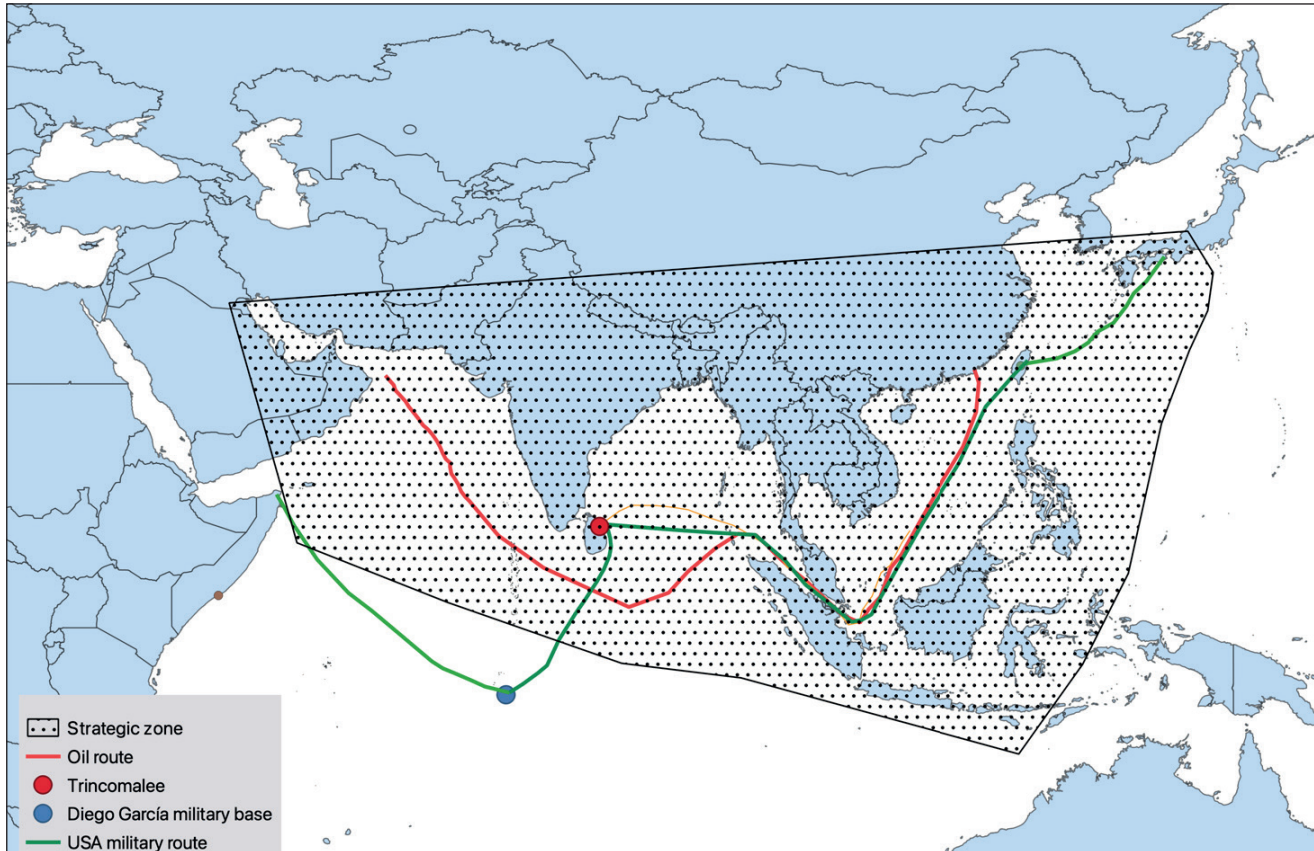 Strategic zone
Oil route
Trincomalee
Diego García military base
USA military route